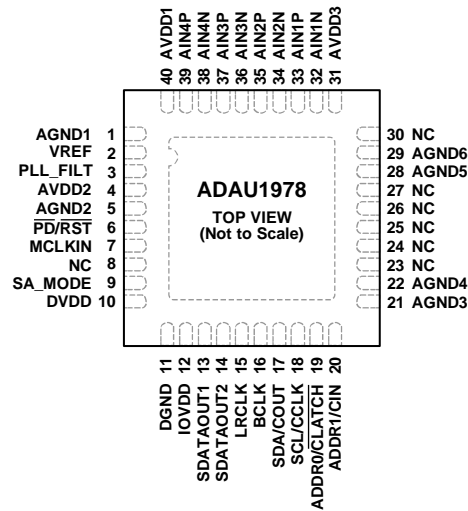 40 AVDD1
39 AIN4P
38 AIN4N
37 AIN3P
36 AIN3N
35 AIN2P
34 AIN2N
33 AIN1P
32 AIN1N
31 AVDD3
AGND1 1
VREF 2
PLL_FILT 3
AVDD2 4
AGND2 5
PD/RST 6
MCLKIN 7
NC 8
SA_MODE 9
DVDD 10
ADAU1978
TOP VIEW
(Not to Scale)
30 NC
29 AGND6
28 AGND5
27 NC
26 NC
25 NC
24 NC
23 NC
22 AGND4
21 AGND3
DGND 11
IOVDD 12
SDATAOUT1 13
SDATAOUT2 14
LRCLK 15
BCLK 16
SDA/COUT 17
SCL/CCLK 18
ADDR0/CLATCH 19
ADDR1/CIN 20